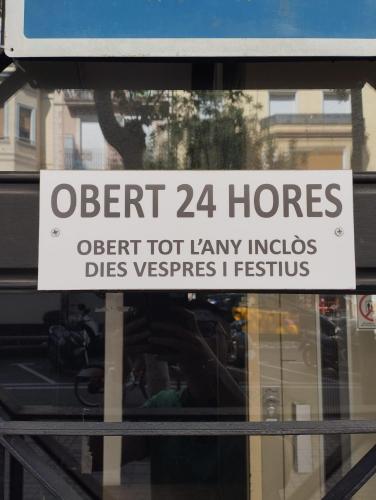 OBERT 24 HORES
OBERT TOT L'ANY INCLÒS
DIES VESPRES I FESTIUS